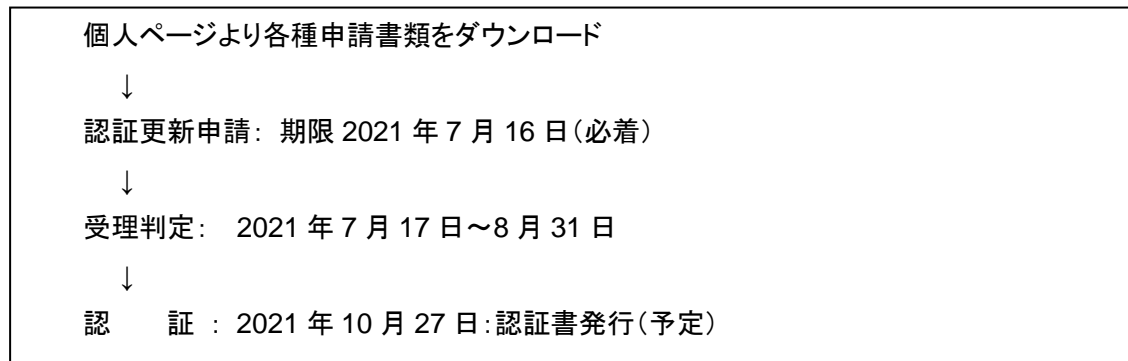 個人ページより各種申請書類をダウンロード
↓
認証更新申請： 期限 2021 年 7 月 16 日（必着）
↓
受理判定：　2021 年 7 月 17 日～8 月 31 日
↓
認　　証 ： 2021 年 10 月 27 日：認証書発行（予定）